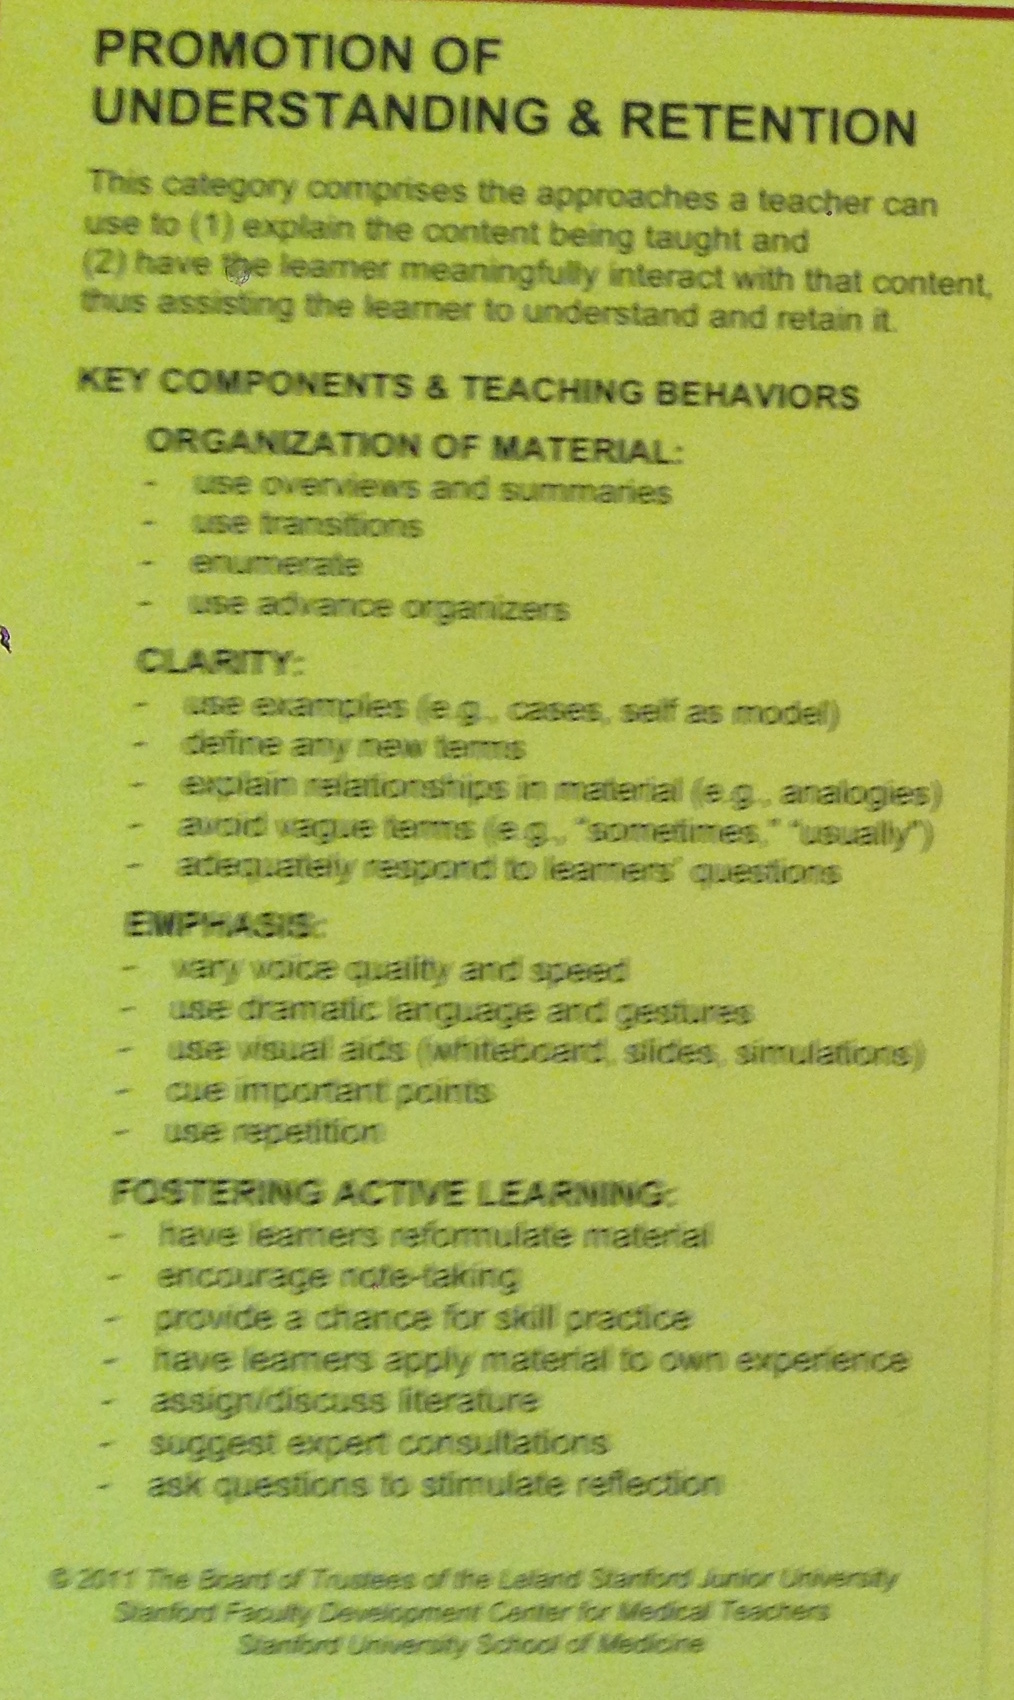 PROMOTION OF
UNDERSTANDING & RETENTION
This category comprises the approaches a teacher can
use to (1) explain the content being taught and
(2) have the learner meaningfully interact with that content,
thus assisting the learner to understand and retain it.
KEY COMPONENTS & TEACHING BEHAVIORS
ORGANIZATION OF MATERIAL:
- use overviews and summaries
- use transitions
- enumerate
- use advance organizers
CLARITY:
- use examples (e.g., cases, self as model)
- define any new terms
- explain relationships in material (e.g., analogies)
- avoid vague terms (e.g., "sometimes," "usually")
- adequately respond to learners' questions
EMPHASIS:
- vary voice quality and speed
- use dramatic language and gestures
- use visual aids (whiteboard, slides, simulations)
- cue important points
- use repetition
FOSTERING ACTIVE LEARNING:
- have learners reformulate material
- encourage note-taking
- provide a chance for skill practice
- have learners apply material to own experience
- assign/discuss literature
- suggest expert consultations
- ask questions to stimulate reflection
© 2011 The Board of Trustees of the Leland Stanford Junior University
Stanford Faculty Development Center for Medical Teachers
Stanford University School of Medicine